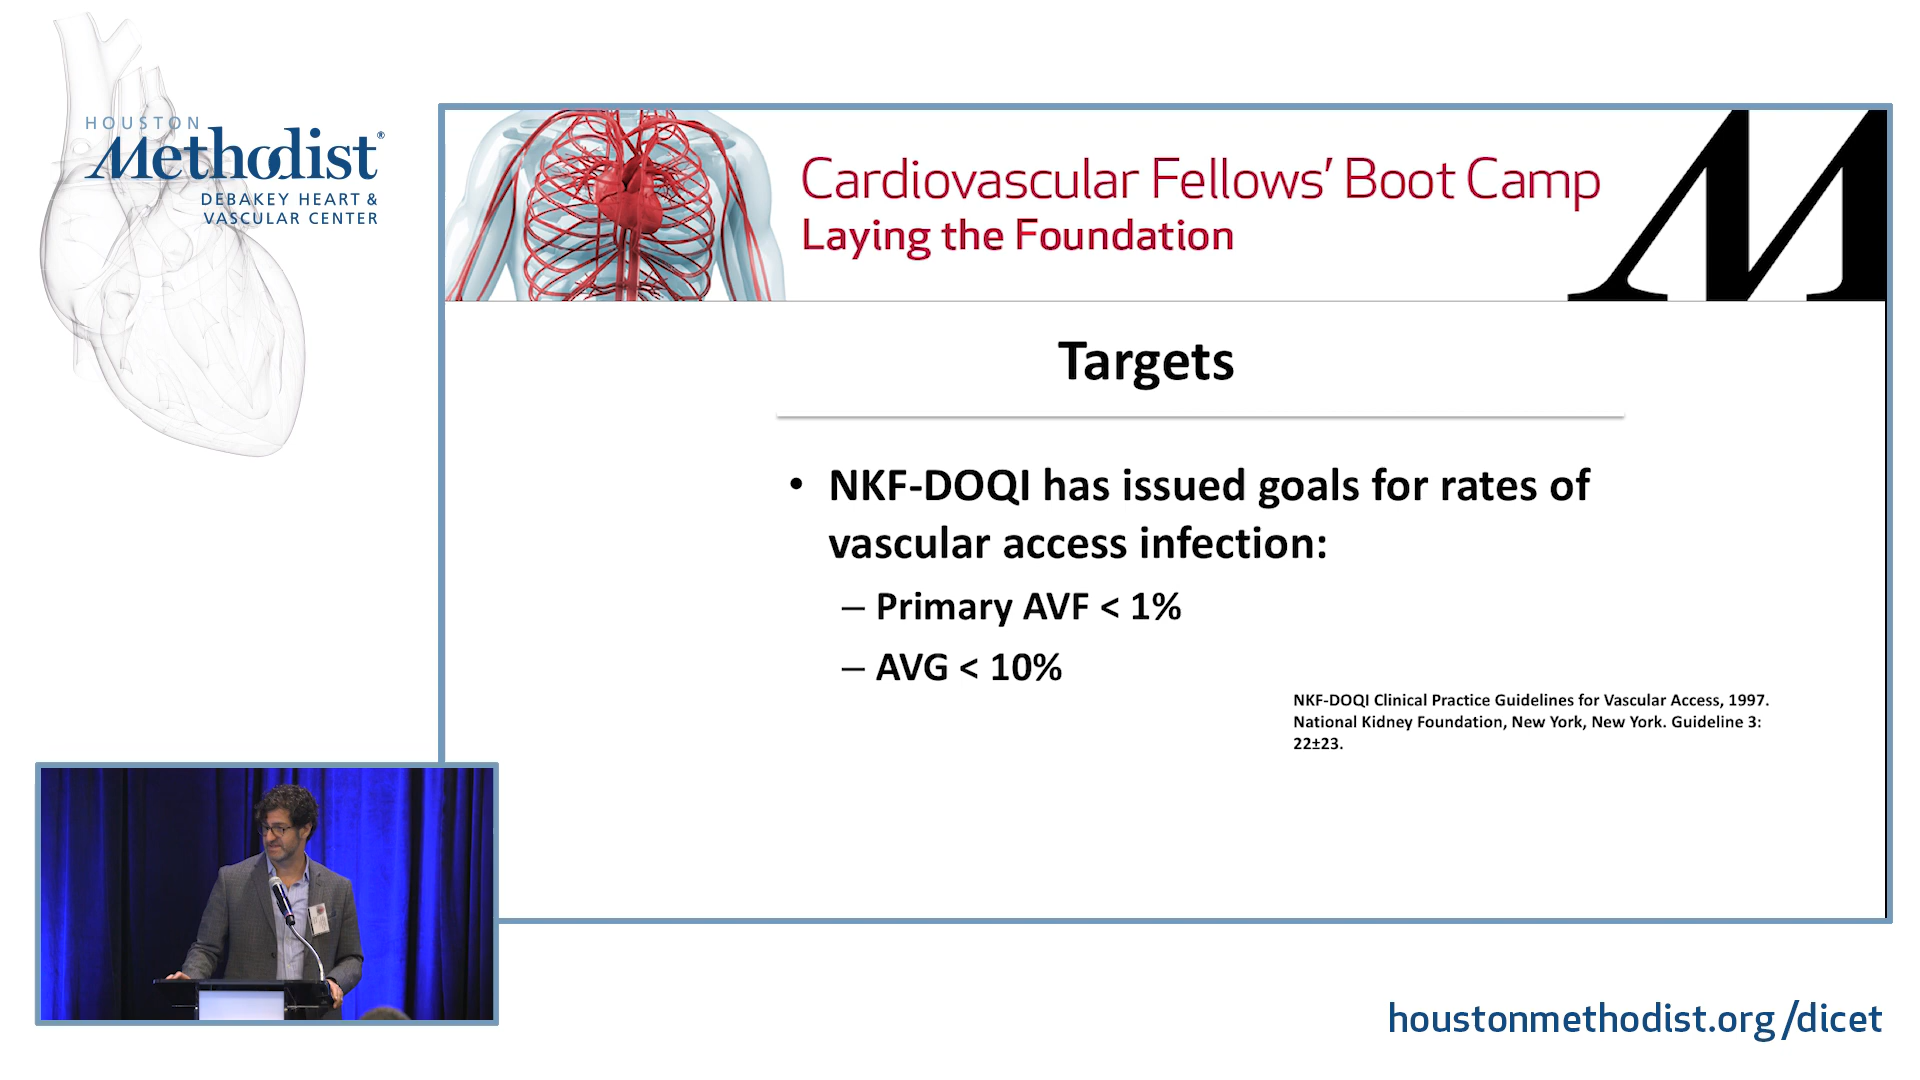 HOUSTON
Methodist®
DEBAKEY HEART &
VASCULAR CENTER
Cardiovascular Fellows' Boot Camp
Laying the Foundation
Targets
• NKF-DOQI has issued goals for rates of
vascular access infection:
– Primary AVF < 1%
– AVG < 10%
NKF-DOQI Clinical Practice Guidelines for Vascular Access, 1997.
National Kidney Foundation, New York, New York. Guideline 3:
22±23.
houstonmethodist.org/dicet